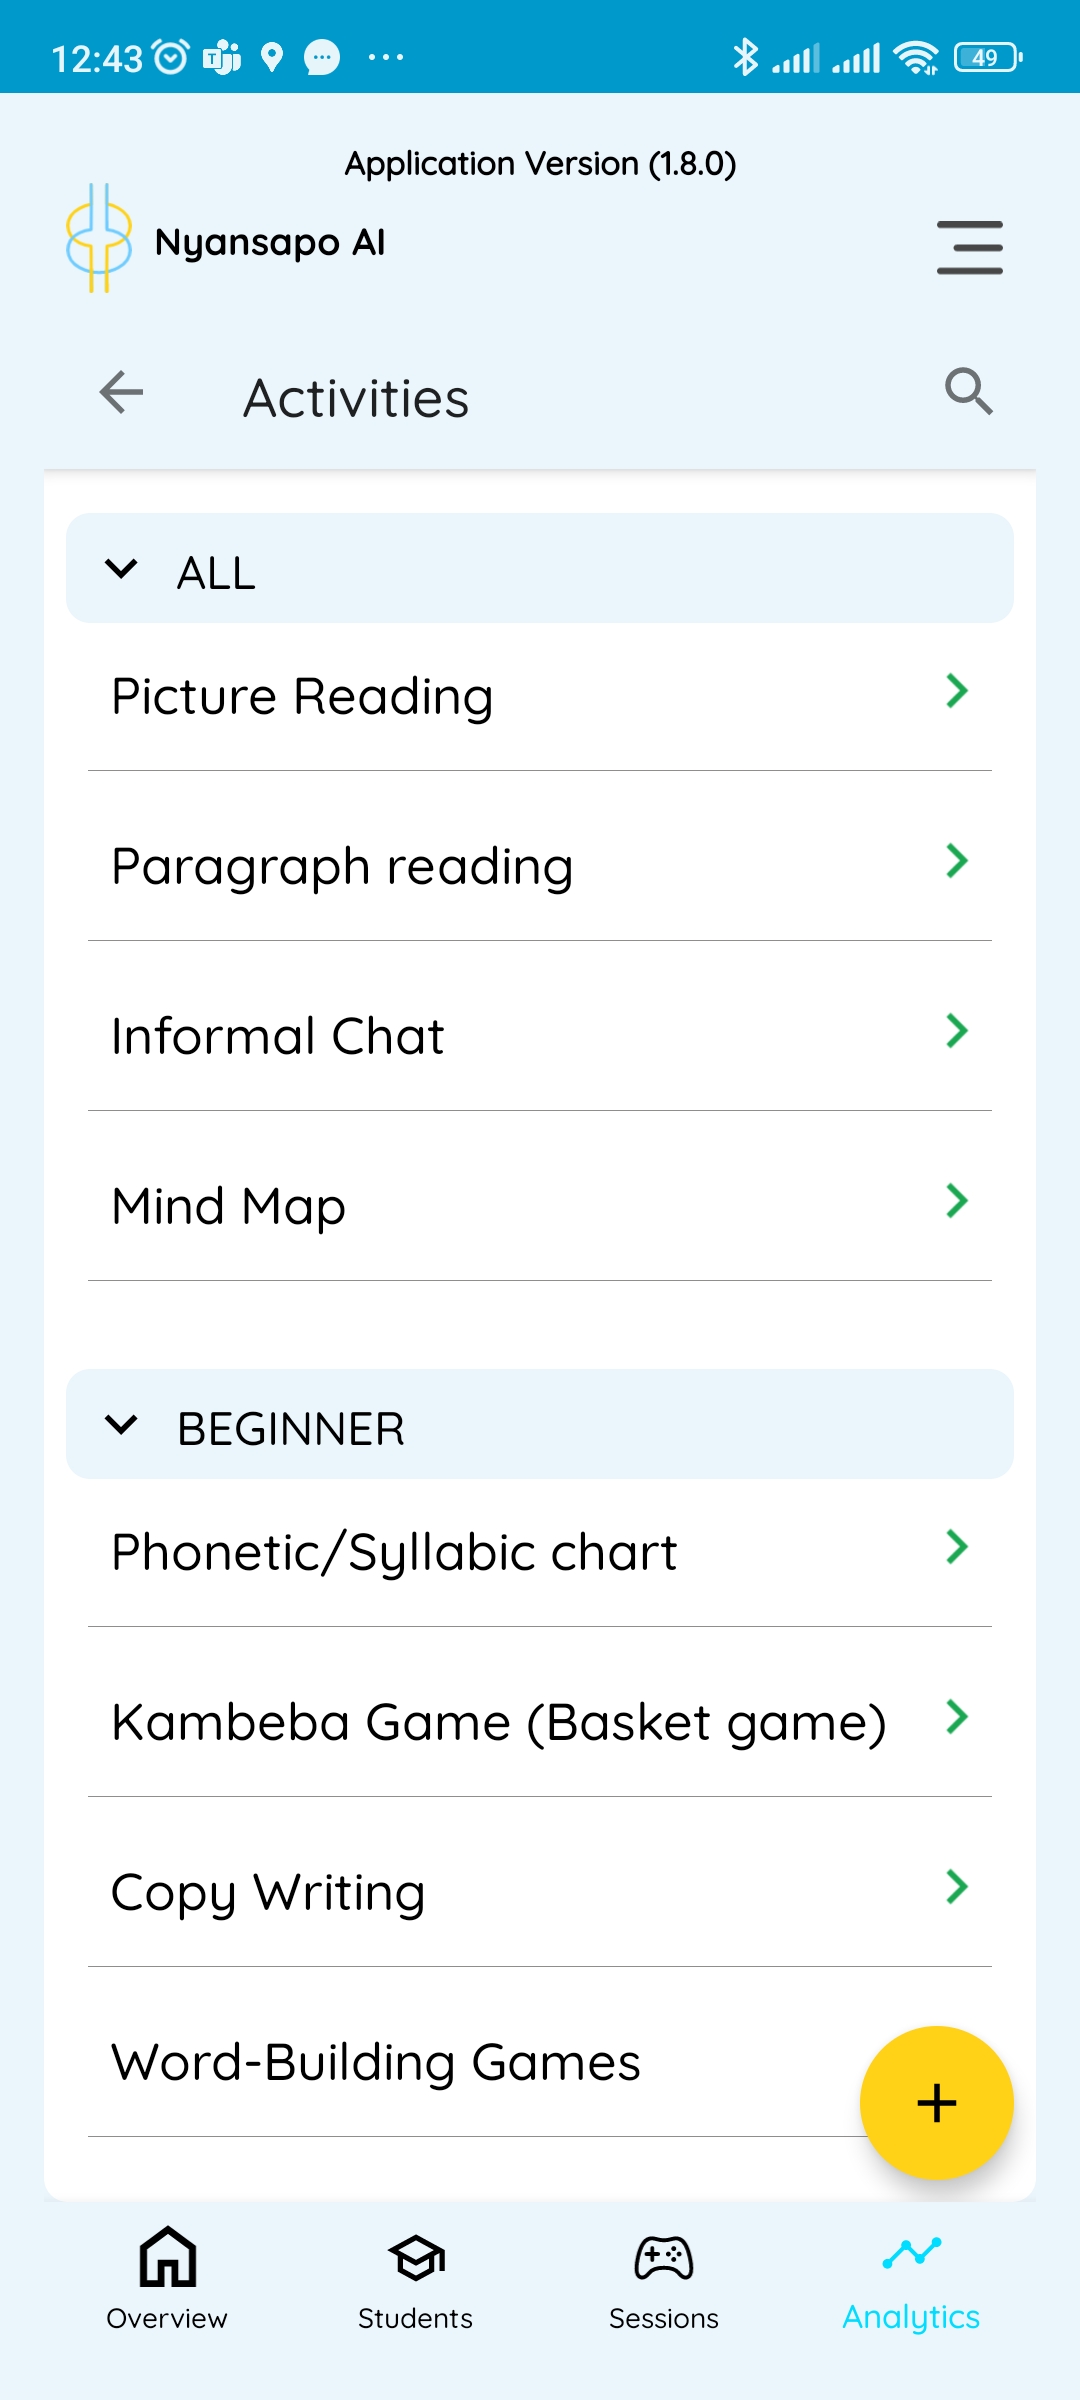 12:43
49
Application Version (1.8.0)
Nyansapo AI
Activities
ALL
Picture Reading
Paragraph reading
Informal Chat
Mind Map
BEGINNER
Phonetic/Syllabic chart
Kambeba Game (Basket game)
Copy Writing
Word-Building Games
Overview Students Sessions Analytics